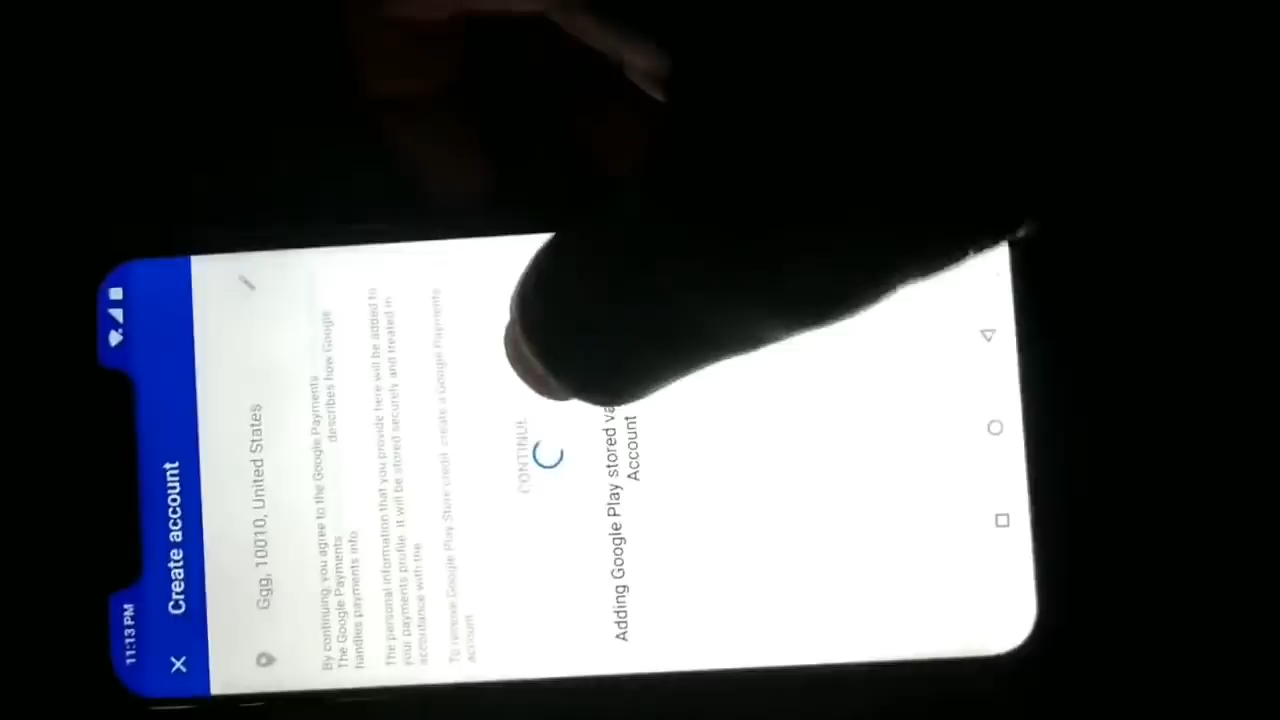 11:13 PM
Create account
Ggg, 10010, United States
By continuing, you agree to the Google Payments
The Google Payments describes how Google
handles payments info
The personal information that you provide here will be added to
your payments profile. It will be stored securely and treated in
accordance with the
To remove Google Play Store credit, create a Google Payments
account
CONTINUE
Adding Google Play stored
Account